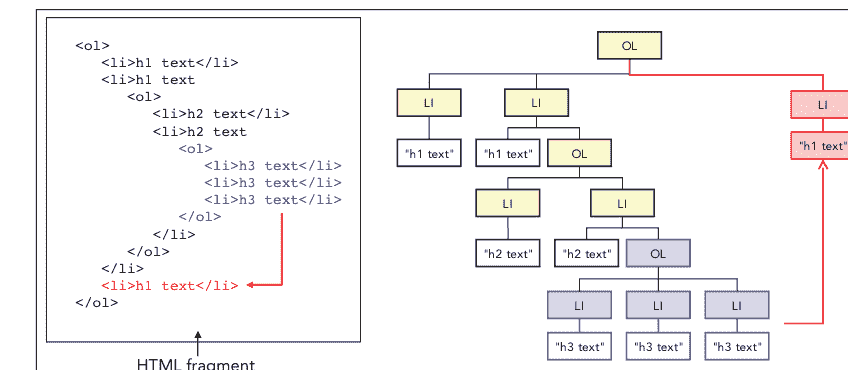 <ol>
<li>h1 text</li>
<li>h1 text
<ol>
<li>h2 text</li>
<li>h2 text
<ol>
<li>h3 text</li>
<li>h3 text</li>
<li>h3 text</li>
</ol>
</li>
</ol>
</li>
<li>h1 text</li>
</ol>
HTML fragment
OL
LI
LI
LI
"h1 text"
"h1 text"
OL
"h1 text"
LI
LI
"h2 text"
"h2 text"
OL
LI
LI
LI
"h3 text"
"h3 text"
"h3 text"